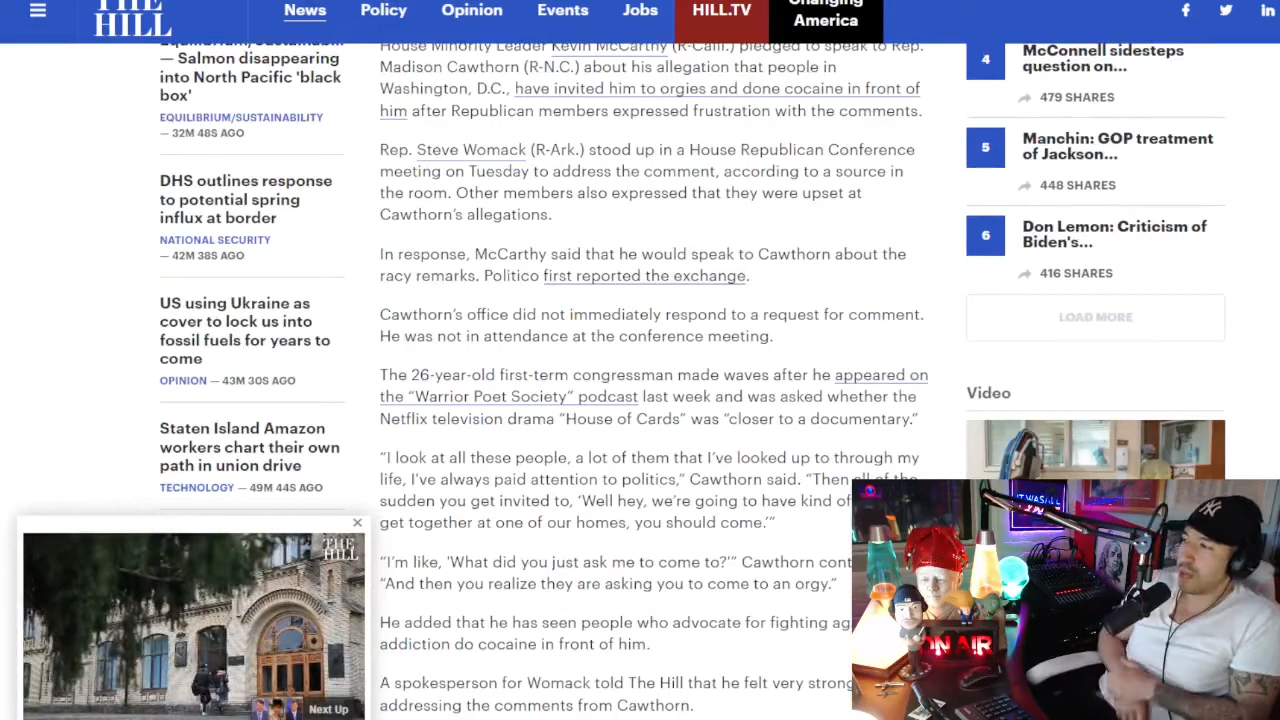 THE
HILL
News
Policy
Opinion
Events
Jobs
HILL.TV
Changing
America
Equilibrium/Sustainabili-
— Salmon disappearing
into North Pacific 'black
box'
EQUILIBRIUM/SUSTAINABILITY
— 32M 48S AGO
DHS outlines response
to potential spring
influx at border
NATIONAL SECURITY
— 42M 38S AGO
US using Ukraine as
cover to lock us into
fossil fuels for years to
come
OPINION — 43M 30S AGO
Staten Island Amazon
workers chart their own
path in union drive
TECHNOLOGY — 49M 44S AGO
House Minority Leader Kevin McCarthy (R-Calif.) pledged to speak to Rep.
Madison Cawthorn (R-N.C.) about his allegation that people in
Washington, D.C., have invited him to orgies and done cocaine in front of
him after Republican members expressed frustration with the comments.
Rep. Steve Womack (R-Ark.) stood up in a House Republican Conference
meeting on Tuesday to address the comment, according to a source in
the room. Other members also expressed that they were upset at
Cawthorn’s allegations.
In response, McCarthy said that he would speak to Cawthorn about the
racy remarks. Politico first reported the exchange.
Cawthorn’s office did not immediately respond to a request for comment.
He was not in attendance at the conference meeting.
The 26-year-old first-term congressman made waves after he appeared on
the “Warrior Poet Society” podcast last week and was asked whether the
Netflix television drama “House of Cards” was “closer to a documentary.”
“I look at all these people, a lot of them that I’ve looked up to through my
life, I've always paid attention to politics,” Cawthorn said. “Then all of the
sudden you get invited to, ‘Well hey, we’re going to have kind of
get together at one of our homes, you should come.’”
“I’m like, 'What did you just ask me to come to?'” Cawthorn cont
“And then you realize they are asking you to come to an orgy.”
He added that he has seen people who advocate for fighting ag
addiction do cocaine in front of him.
A spokesperson for Womack told The Hill that he felt very strong
addressing the comments from Cawthorn.
4
McConnell sidesteps
question on...
479 SHARES
5
Manchin: GOP treatment
of Jackson...
448 SHARES
6
Don Lemon: Criticism of
Biden's...
416 SHARES
LOAD MORE
Video
THE
HILL
Next Up
IT WAS ALL
ON AIR
NY